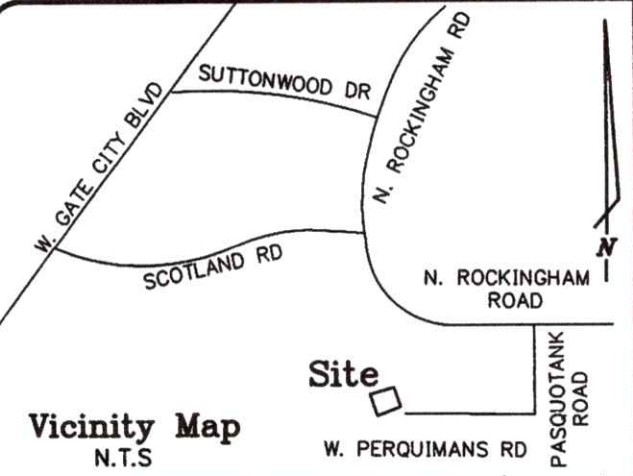 SUTTONWOOD DR
N. ROCKINGHAM RD
W. GATE CITY BLVD
SCOTLAND RD
N
N. ROCKINGHAM
ROAD
PASQUOTANK
ROAD
Site
Vicinity Map
N.T.S
W. PERQUIMANS RD